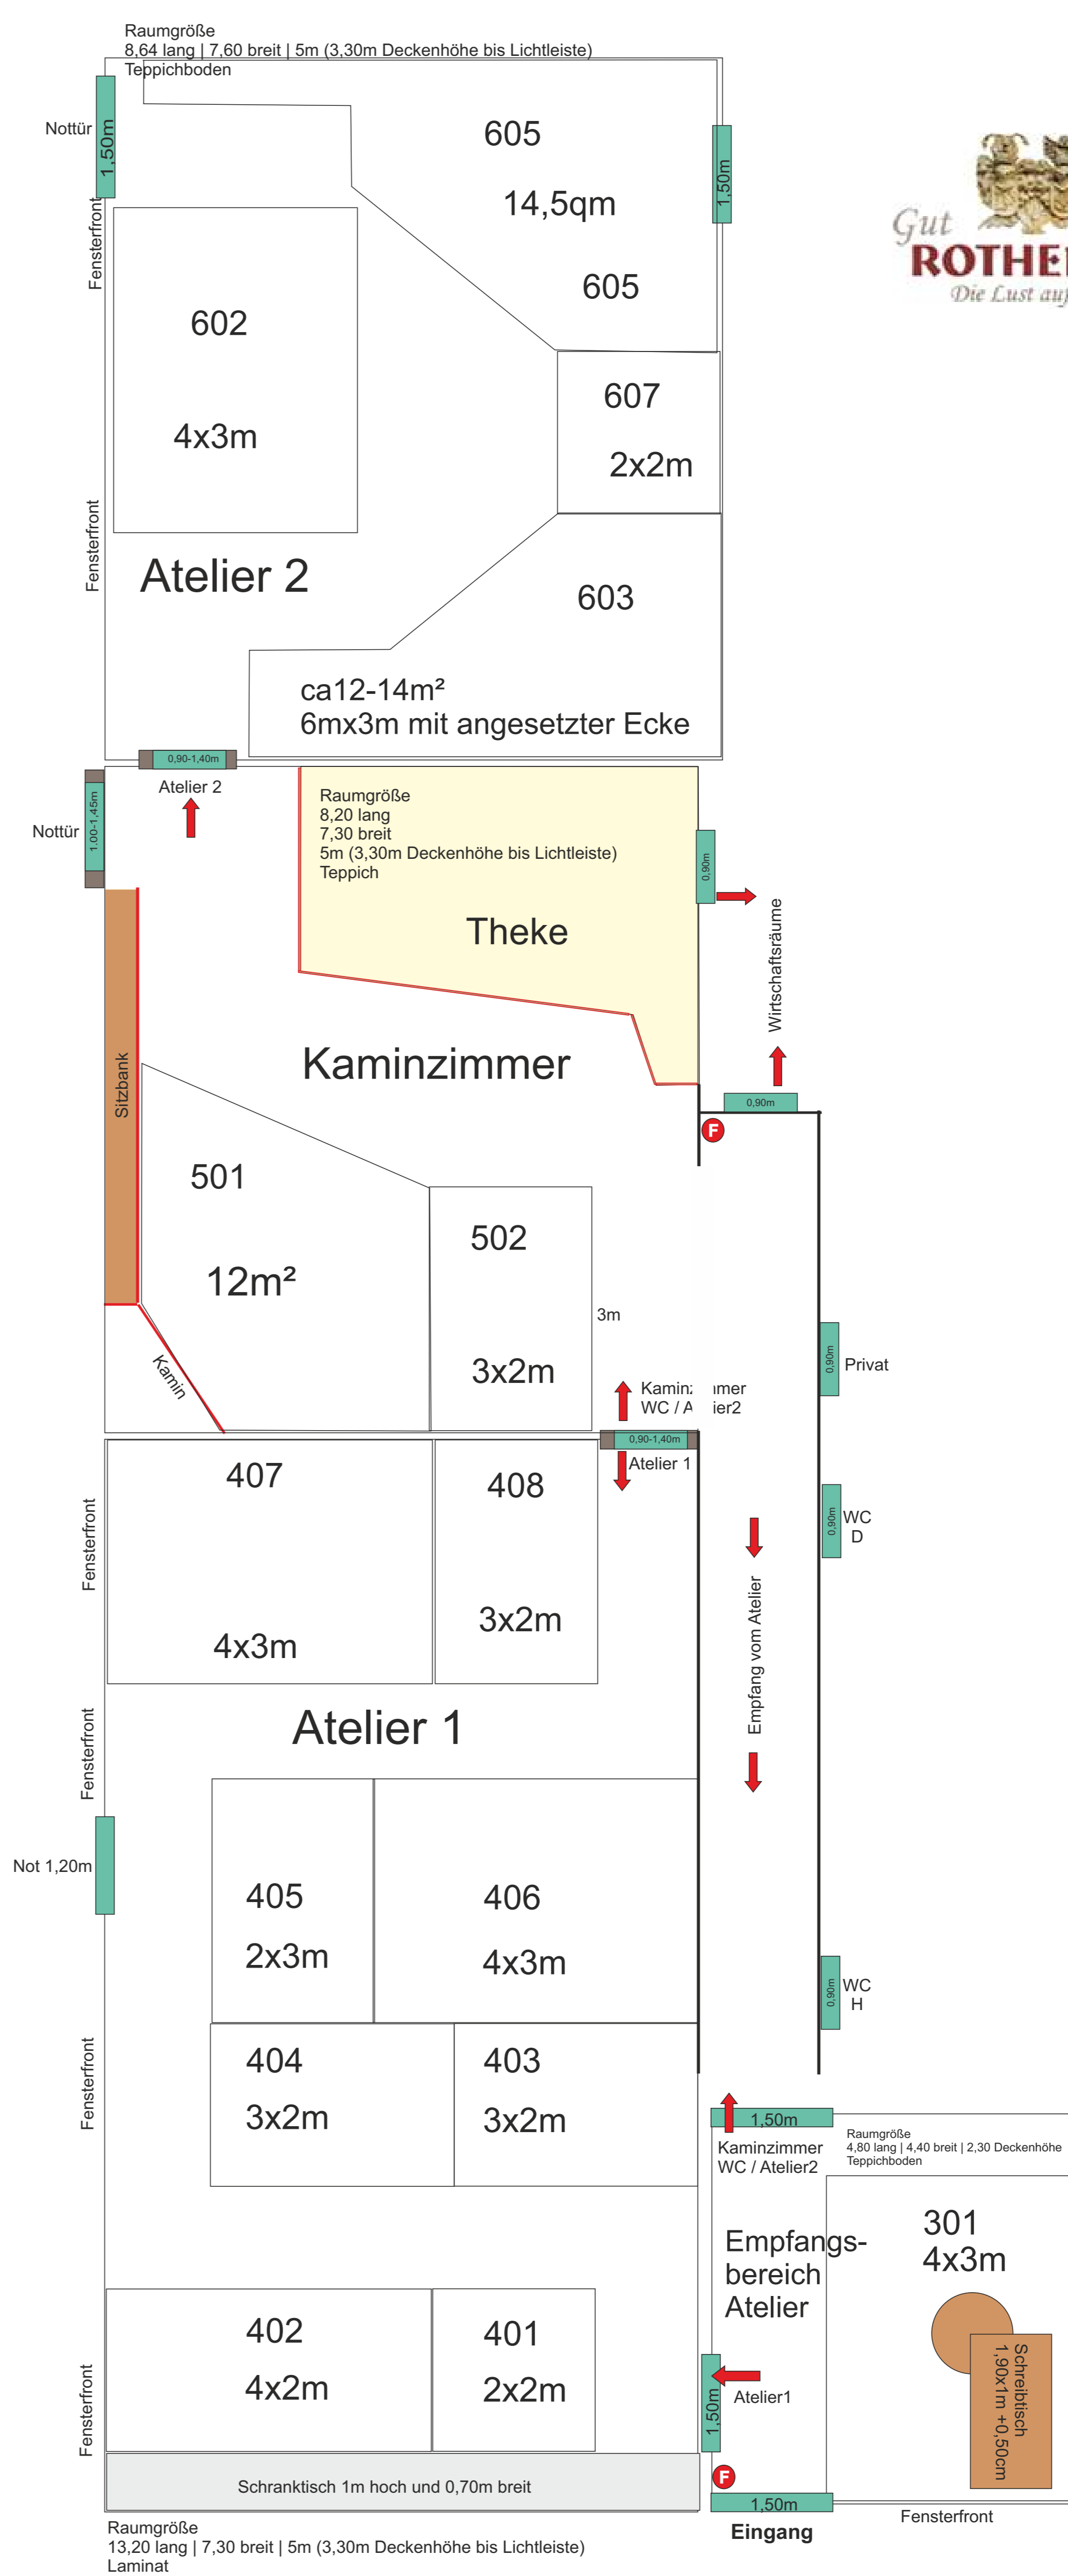 Raumgröße
8,64 lang | 7,60 breit | 5m (3,30m Deckenhöhe bis Lichtleiste)
Teppichboden
Nottür
1,50m
Fensterfront
605
14,5qm
605
1,50m
Gut
Die Lust auf
602
4x3m
607
2x2m
Fensterfront
Atelier 2
603
ca12-14m²
6mx3m mit angesetzter Ecke
0,90-1,40m
Atelier 2
Nottür
1.00-1,45m
Raumgröße
8,20 lang
7,30 breit
5m (3,30m Deckenhöhe bis Lichtleiste)
Teppich
0,90m
Theke
Wirtschaftsräume
Kaminzimmer
Sitzbank
0,90m
F
501
12m²
502
3m
3x2m
Kamin
0,90m
Privat
Kaminzimmer
WC / Atelier2
0,90-1,40m
Atelier 1
407
408
4x3m
3x2m
Fensterfront
0,90m
WC
D
Empfang vom Atelier
Atelier 1
Fensterfront
Not 1,20m
405
2x3m
406
4x3m
0,90m
WC
H
404
3x2m
403
3x2m
Fensterfront
1,50m
Kaminzimmer
WC / Atelier2
Raumgröße
4,80 lang | 4,40 breit | 2,30 Deckenhöhe
Teppichboden
Empfangs-
bereich
Atelier
301
4x3m
402
4x2m
401
2x2m
Fensterfront
1,50m
Atelier1
Schreibtisch
1,90x1m +0,50cm
Schranktisch 1m hoch und 0,70m breit
F
1,50m
Eingang
Fensterfront
Raumgröße
13,20 lang | 7,30 breit | 5m (3,30m Deckenhöhe bis Lichtleiste)
Laminat